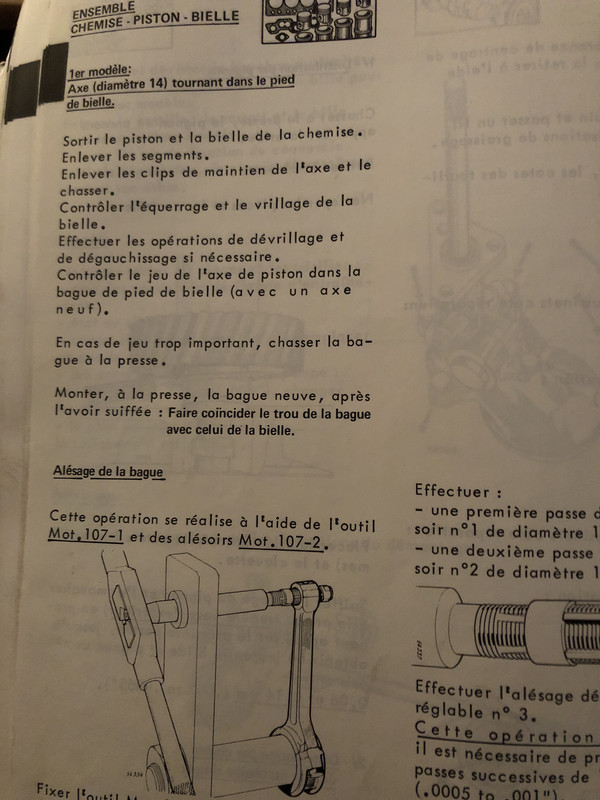 ENSEMBLE
CHEMISE - PISTON - BIELLE
1er modèle:
Axe (diamètre 14) tournant dans le pied
de bielle.
Sortir le piston et la bielle de la chemise.
Enlever les segments.
Enlever les clips de maintien de l'axe et le
chasser.
Contrôler l'équerrage et le vrillage de la
bielle.
Effectuer les opérations de dévrillage et
de dégauchissage si nécessaire.
Contrôler le jeu de l'axe de piston dans la
bague de pied de bielle (avec un axe
neuf).
En cas de jeu trop important, chasser la ba-
gue à la presse.
Monter, à la presse, la bague neuve, après
l'avoir suiffée : Faire coïncider le trou de la bague
avec celui de la bielle.
Alésage de la bague
Cette opération se réalise à l'aide de l'outil
Mot.107-1 et des alésoirs Mot.107-2.
Fixer l'outil
Effectuer :
- une première passe
soir n°1 de diamètre 1
- une deuxième passe
soir n°2 de diamètre 1
Effectuer l'alésage dé
réglable n° 3.
Cette opération
il est nécessaire de pr
passes successives de
(.0005 to .001")